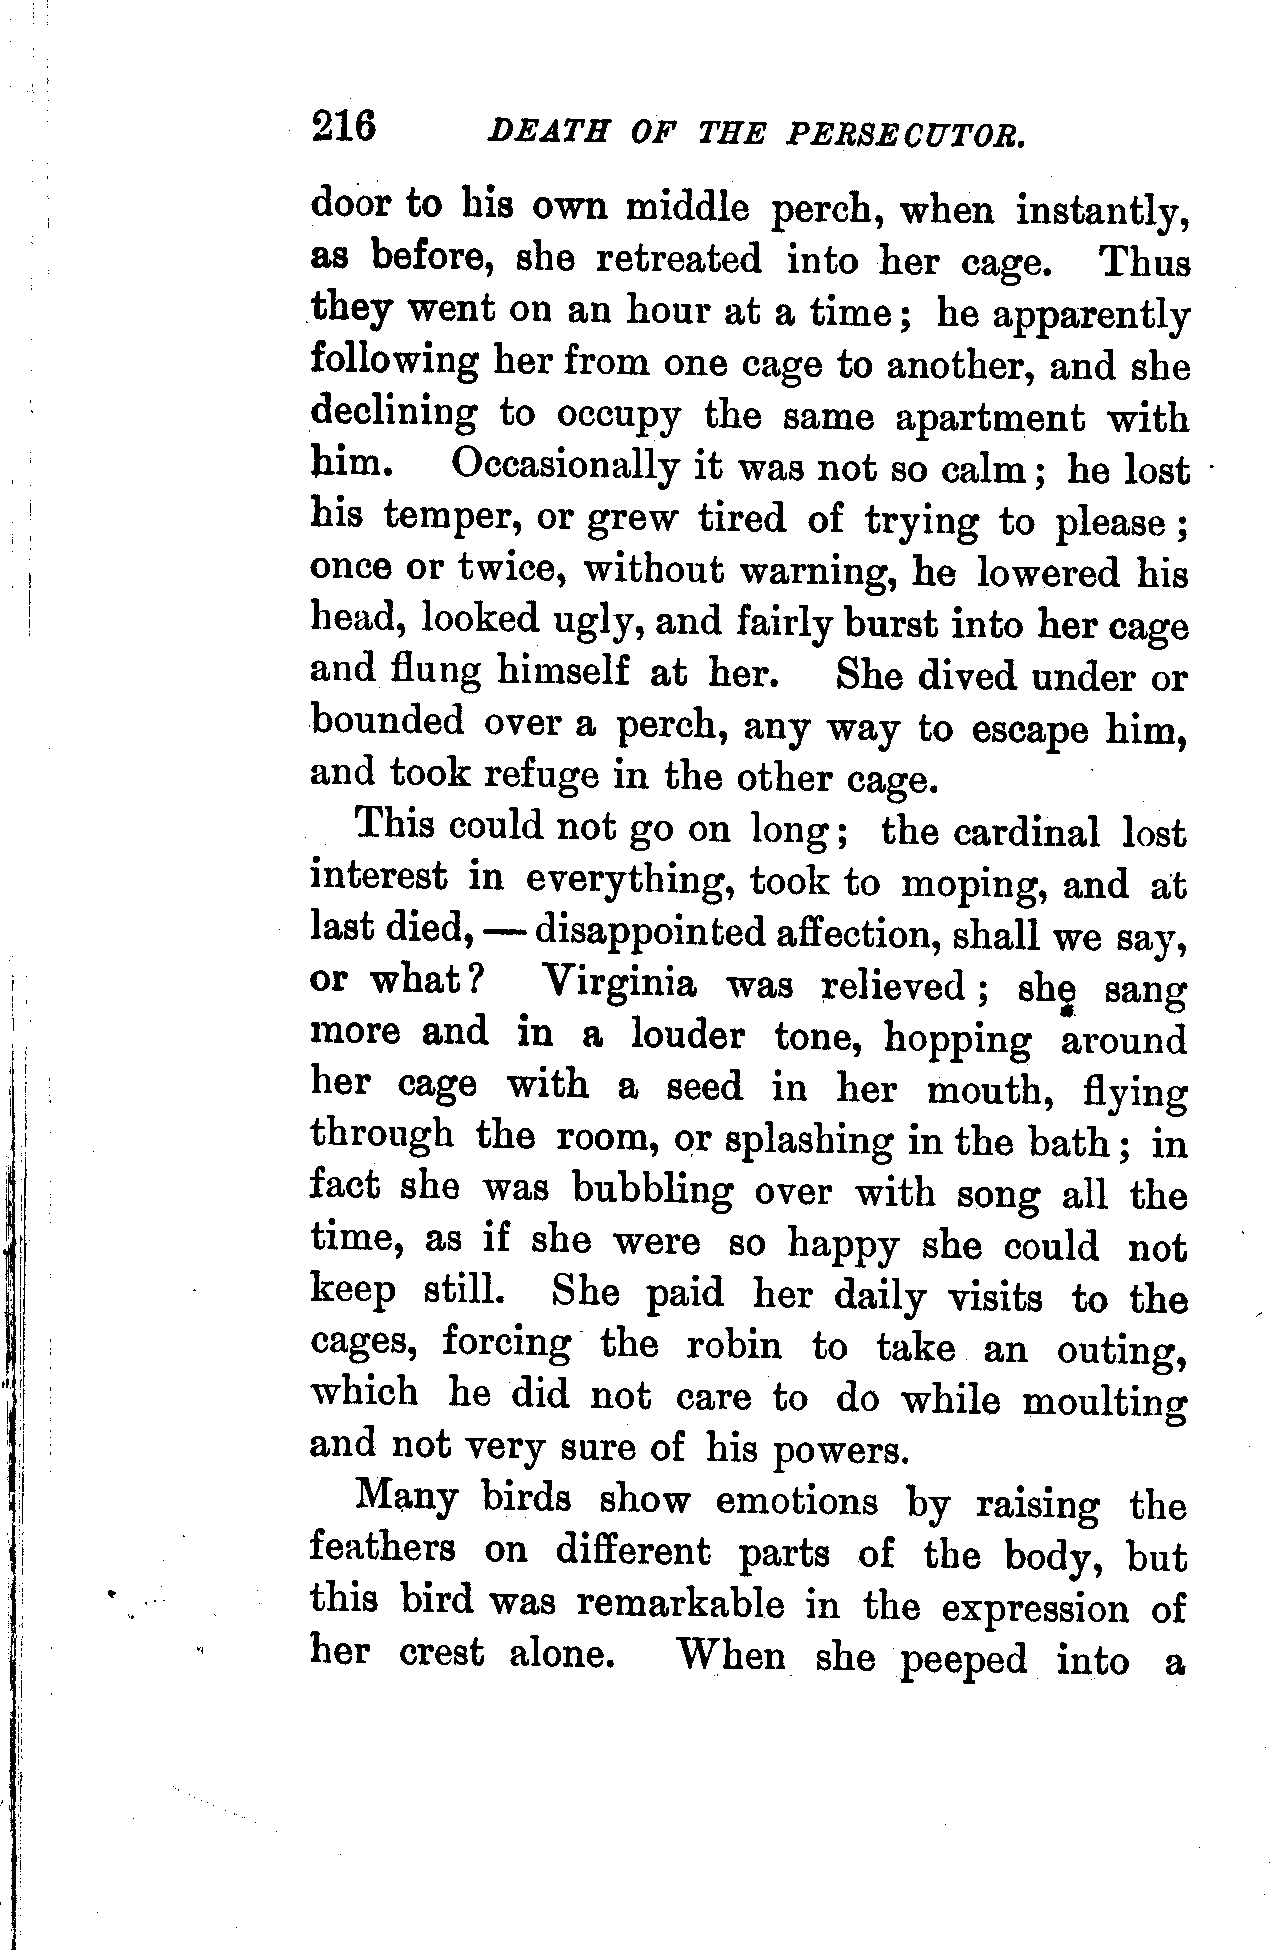 216 DEATH OF THE PERSECUTOR.
door to his own middle perch, when instantly,
as before, she retreated into her cage. Thus
they went on an hour at a time; he apparently
following her from one cage to another, and she
declining to occupy the same apartment with
him. Occasionally it was not so calm; he lost
his temper, or grew tired of trying to please;
once or twice, without warning, he lowered his
head, looked ugly, and fairly burst into her cage
and flung himself at her. She dived under or
bounded over a perch, any way to escape him,
and took refuge in the other cage.
This could not go on long; the cardinal lost
interest in everything, took to moping, and at
last died, — disappointed affection, shall we say,
or what? Virginia was relieved; she sang
more and in a louder tone, hopping around
her cage with a seed in her mouth, flying
through the room, or splashing in the bath; in
fact she was bubbling over with song all the
time, as if she were so happy she could not
keep still. She paid her daily visits to the
cages, forcing the robin to take an outing,
which he did not care to do while moulting
and not very sure of his powers.
Many birds show emotions by raising the
feathers on different parts of the body, but
this bird was remarkable in the expression of
her crest alone. When she peeped into a